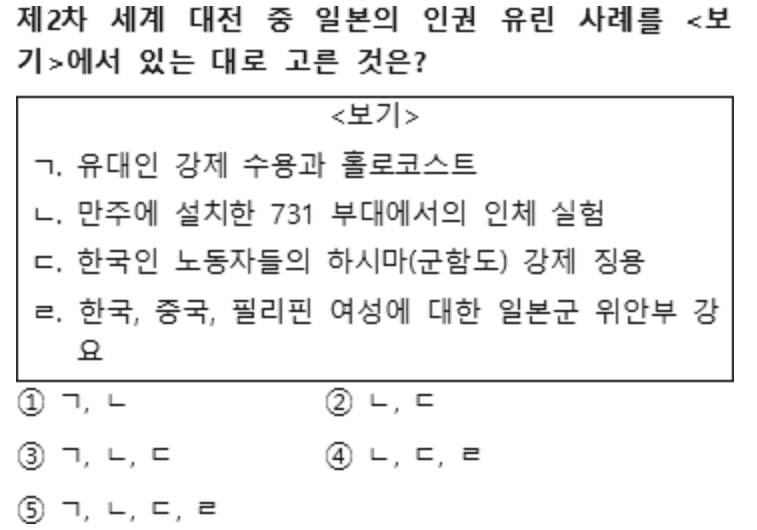 제2차 세계 대전 중 일본의 인권 유린 사례를 <보
기>에서 있는 대로 고른 것은?
<보기>
ㄱ. 유대인 강제 수용과 홀로코스트
ㄴ. 만주에 설치한 731 부대에서의 인체 실험
ㄷ. 한국인 노동자들의 하시마(군함도) 강제 징용
ㄹ. 한국, 중국, 필리핀 여성에 대한 일본군 위안부 강
요
① ㄱ, ㄴ ② ㄴ, ㄷ
③ ㄱ, ㄴ, ㄷ ④ ㄴ, ㄷ, ㄹ
⑤ ㄱ, ㄴ, ㄷ, ㄹ